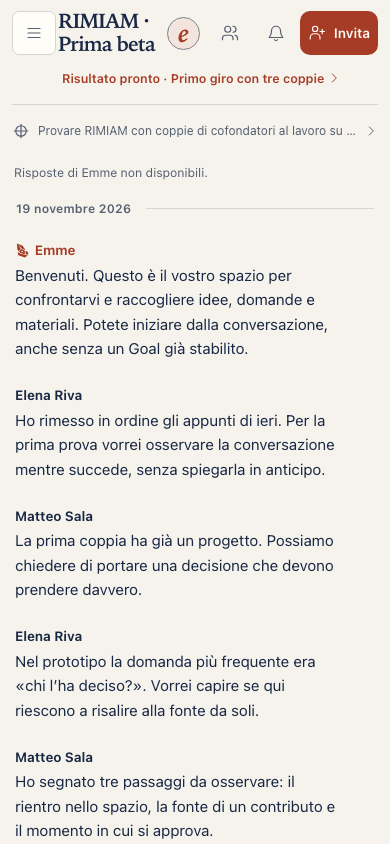 RIMIAM ·
Prima beta
e
Invita
Risultato pronto · Primo giro con tre coppie
Provare RIMIAM con coppie di cofondatori al lavoro su ...
Risposte di Emme non disponibili.
19 novembre 2026
Emme
Benvenuti. Questo è il vostro spazio per
confrontarvi e raccogliere idee, domande e
materiali. Potete iniziare dalla conversazione,
anche senza un Goal già stabilito.
Elena Riva
Ho rimesso in ordine gli appunti di ieri. Per la
prima prova vorrei osservare la conversazione
mentre succede, senza spiegarla in anticipo.
Matteo Sala
La prima coppia ha già un progetto. Possiamo
chiedere di portare una decisione che devono
prendere davvero.
Elena Riva
Nel prototipo la domanda più frequente era
«chi l’ha deciso?». Vorrei capire se qui
riescono a risalire alla fonte da soli.
Matteo Sala
Ho segnato tre passaggi da osservare: il
rientro nello spazio, la fonte di un contributo e
il momento in cui si approva.